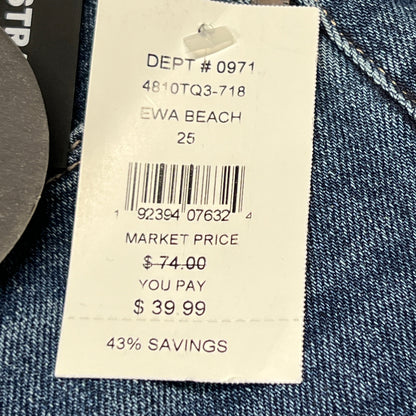 STR
DEPT # 0971
4810TQ3-718
EWA BEACH
25
1 92394 07632 4
MARKET PRICE
$ 74.00
YOU PAY
$ 39.99
43% SAVINGS